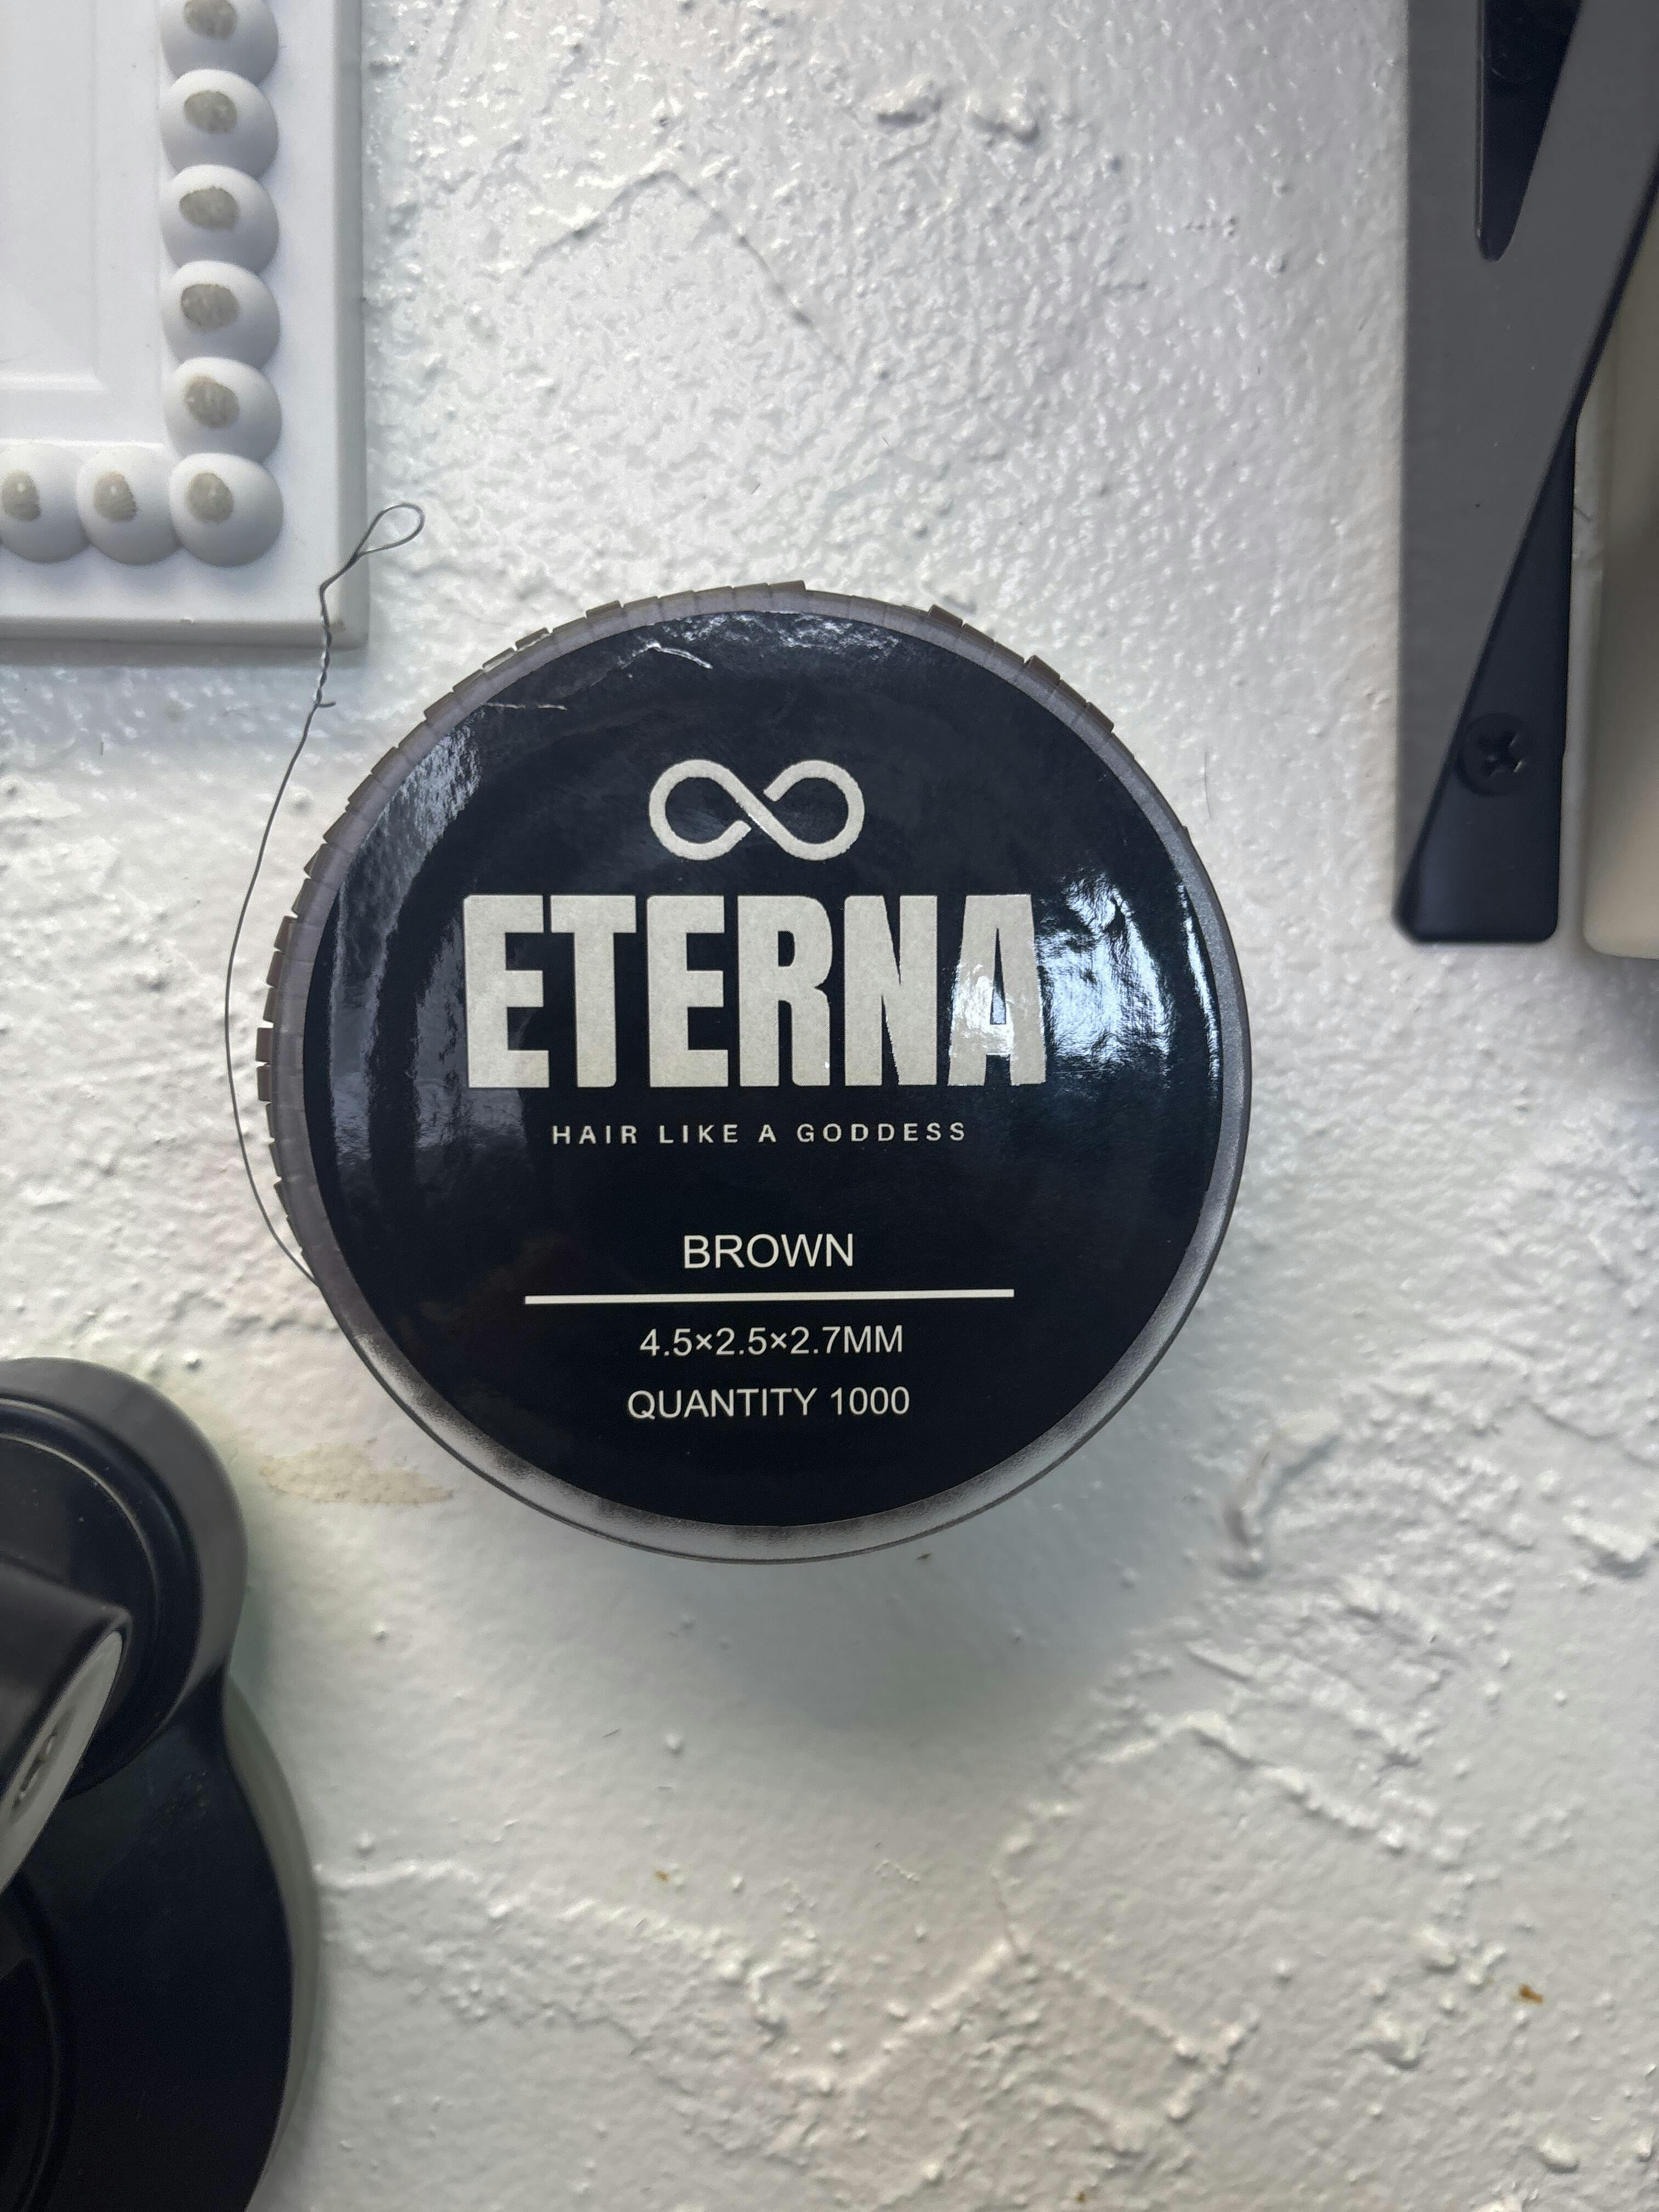 ETERNA
HAIR LIKE A GODDESS
BROWN
4.5×2.5×2.7MM
QUANTITY 1000